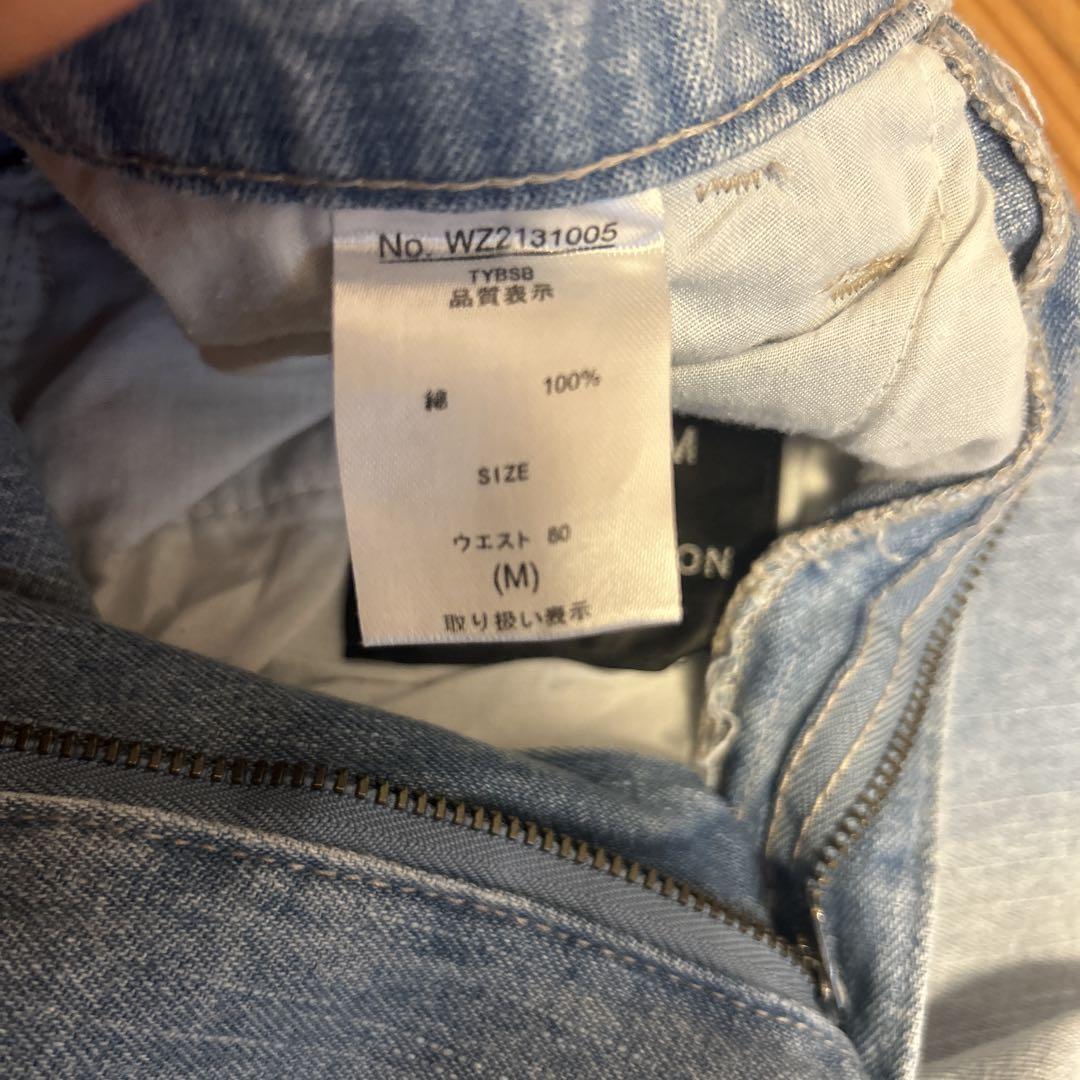 No. WZ2131005
TYBSB
品質表示
綿 100%
SIZE
ウエスト 80
(M)
取り扱い表示
M
ON